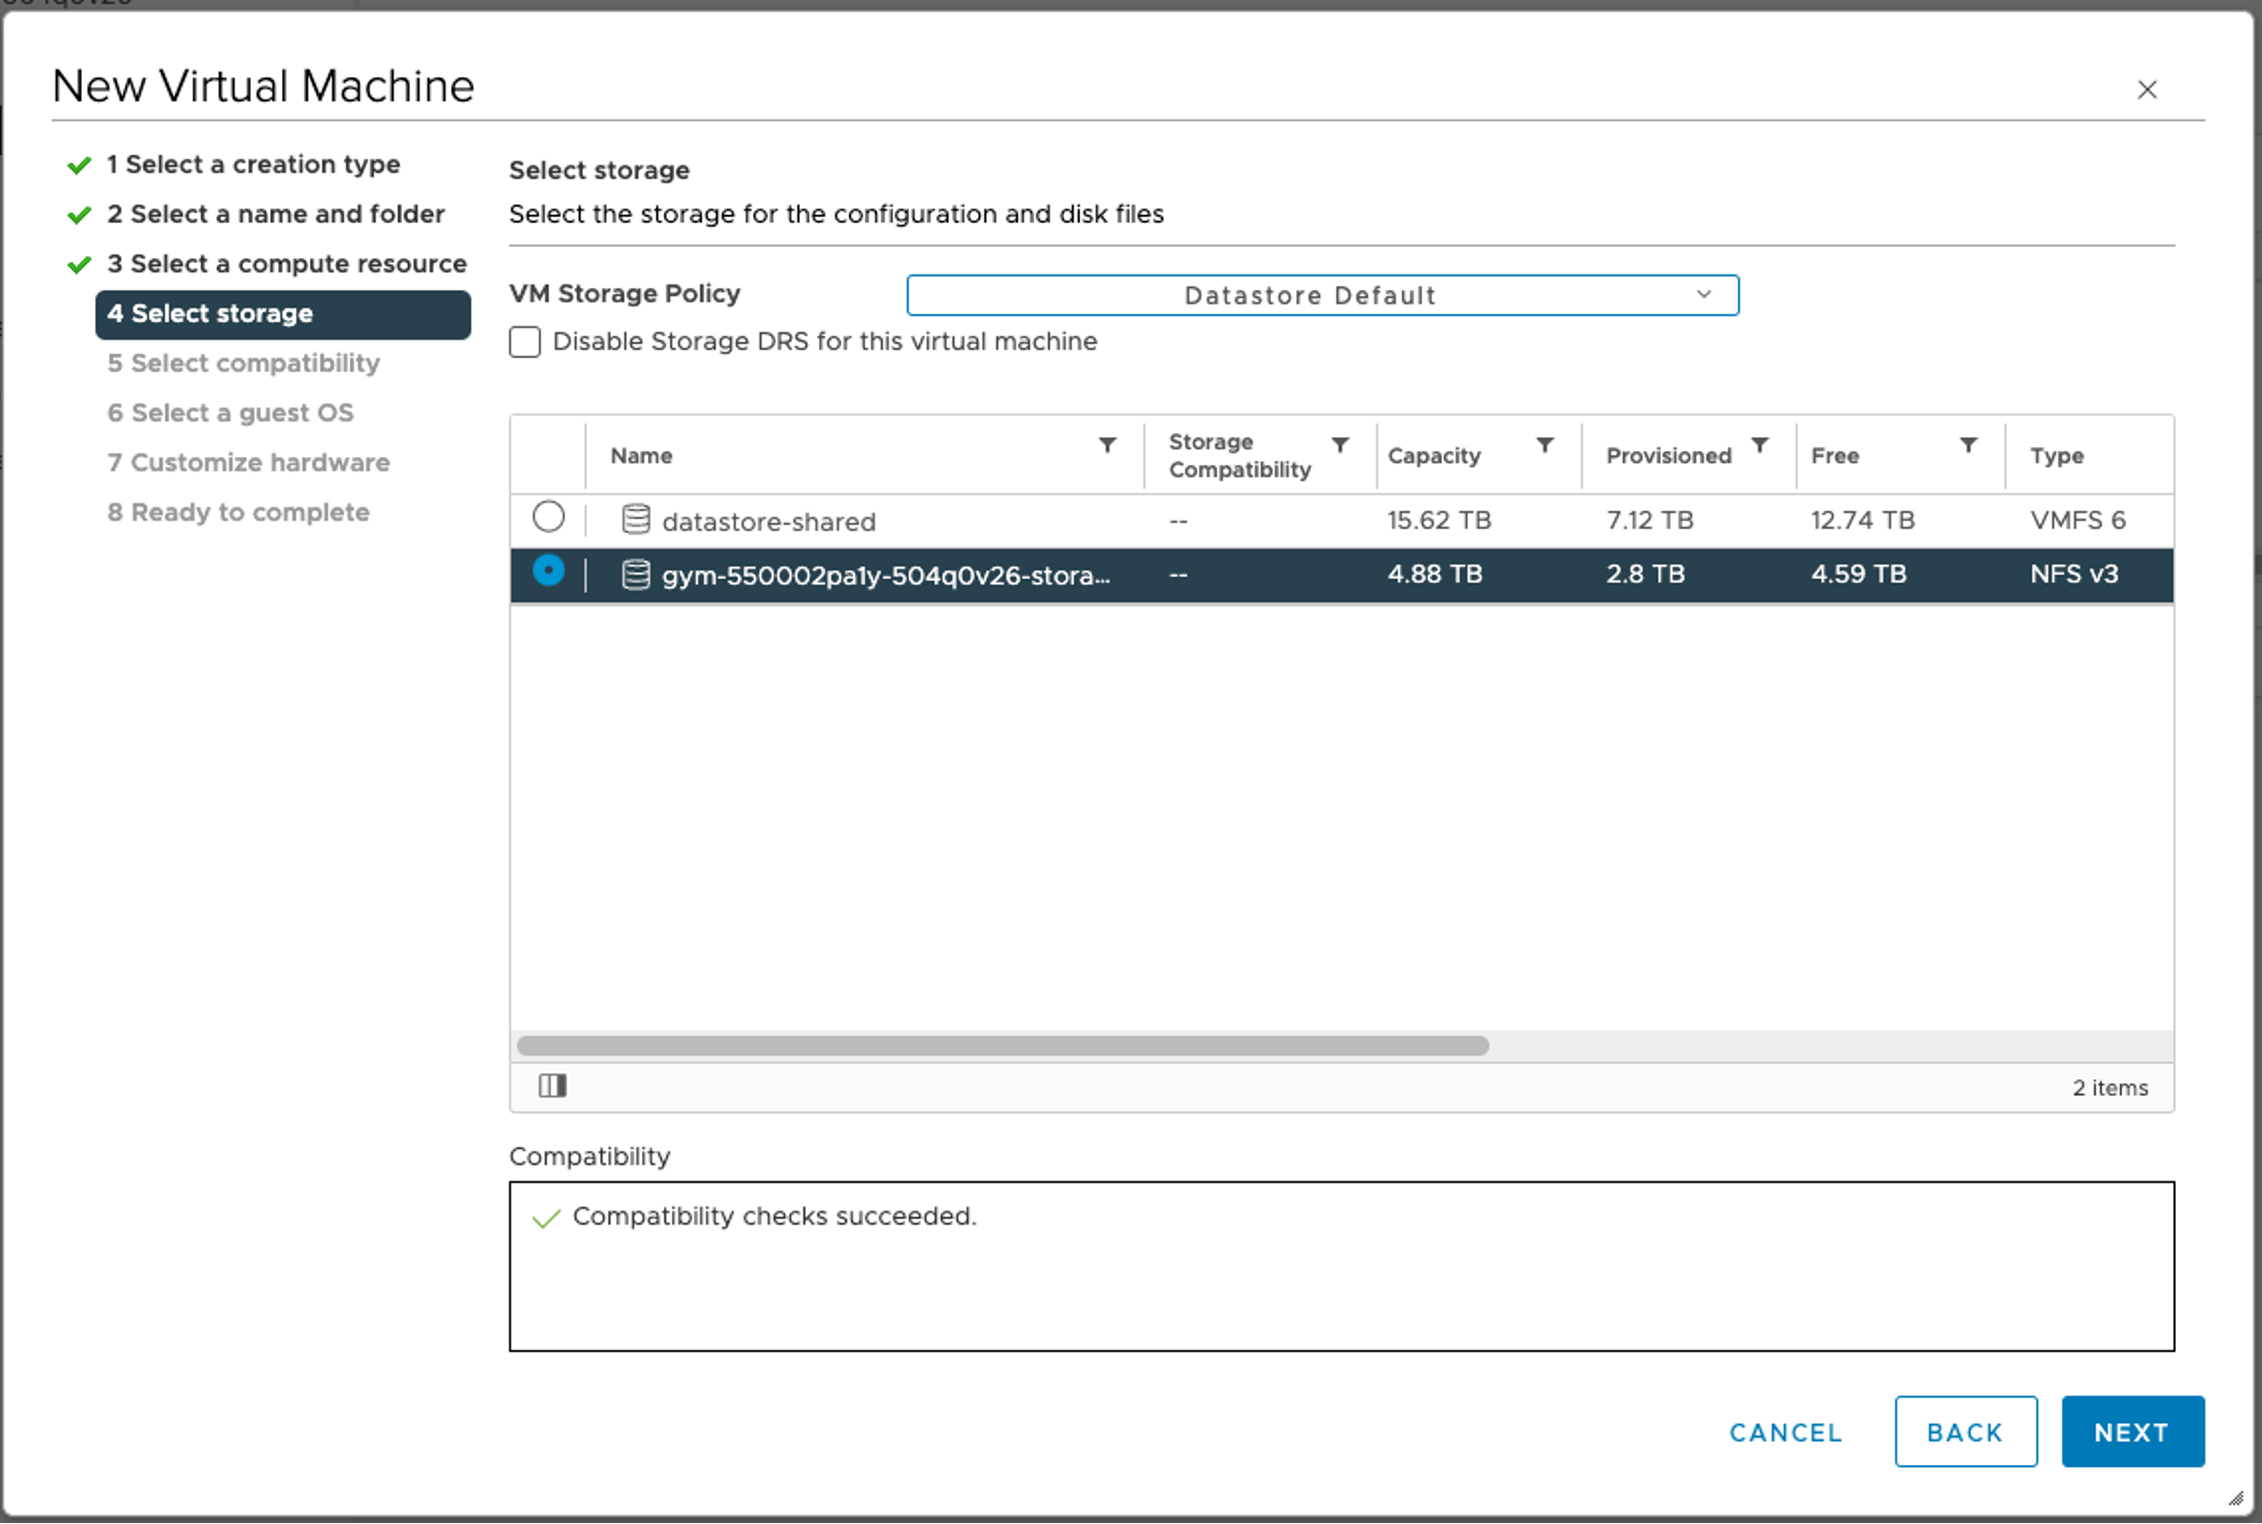 New Virtual Machine
1 Select a creation type
2 Select a name and folder
3 Select a compute resource
4 Select storage
5 Select compatibility
6 Select a guest OS
7 Customize hardware
8 Ready to complete
Select storage
Select the storage for the configuration and disk files
VM Storage Policy Datastore Default
Disable Storage DRS for this virtual machine
Name Storage Compatibility Capacity Provisioned Free Type
datastore-shared -- 15.62 TB 7.12 TB 12.74 TB VMFS 6
gym-550002pa1y-504q0v26-stora... -- 4.88 TB 2.8 TB 4.59 TB NFS v3
2 items
Compatibility
Compatibility checks succeeded.
CANCEL BACK NEXT